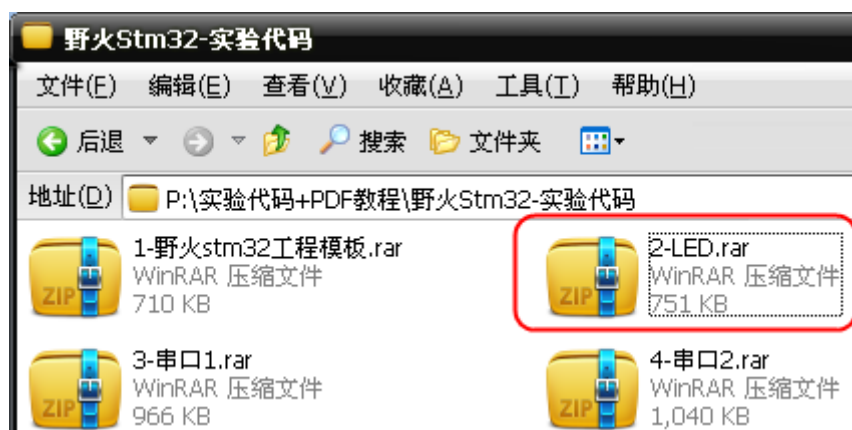 野火Stm32-实验代码
文件(F) 编辑(E) 查看(V) 收藏(A) 工具(T) 帮助(H)
后退 搜索 文件夹
地址(D) P:\实验代码+PDF教程\野火Stm32-实验代码
ZIP 1-野火stm32工程模板.rar
WinRAR 压缩文件
710 KB
ZIP 2-LED.rar
WinRAR 压缩文件
751 KB
ZIP 3-串口1.rar
WinRAR 压缩文件
966 KB
ZIP 4-串口2.rar
WinRAR 压缩文件
1,040 KB